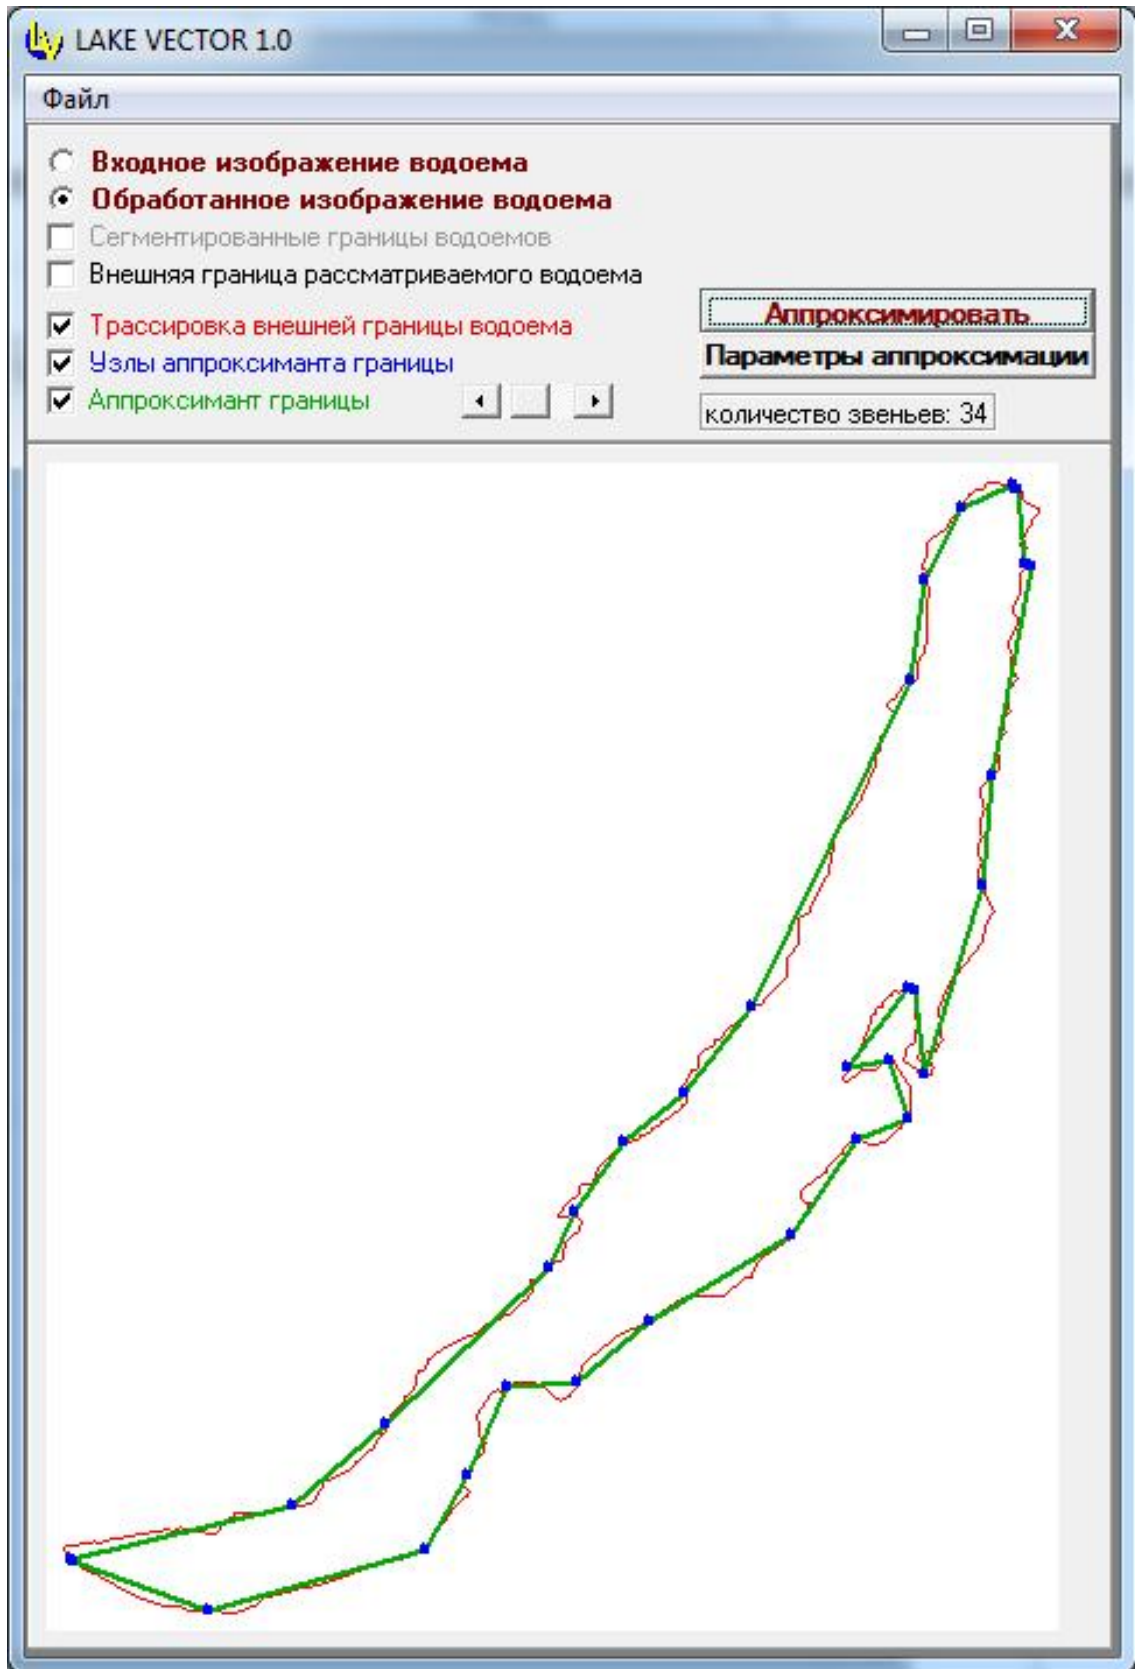 LAKE VECTOR 1.0
Файл
Входное изображение водоема
Обработанное изображение водоема
Сегментированные границы водоемов
Внешняя граница рассматриваемого водоема
Трассировка внешней границы водоема
Узлы аппроксиманта границы
Аппроксимант границы
Аппроксимировать
Параметры аппроксимации
количество звеньев: 34